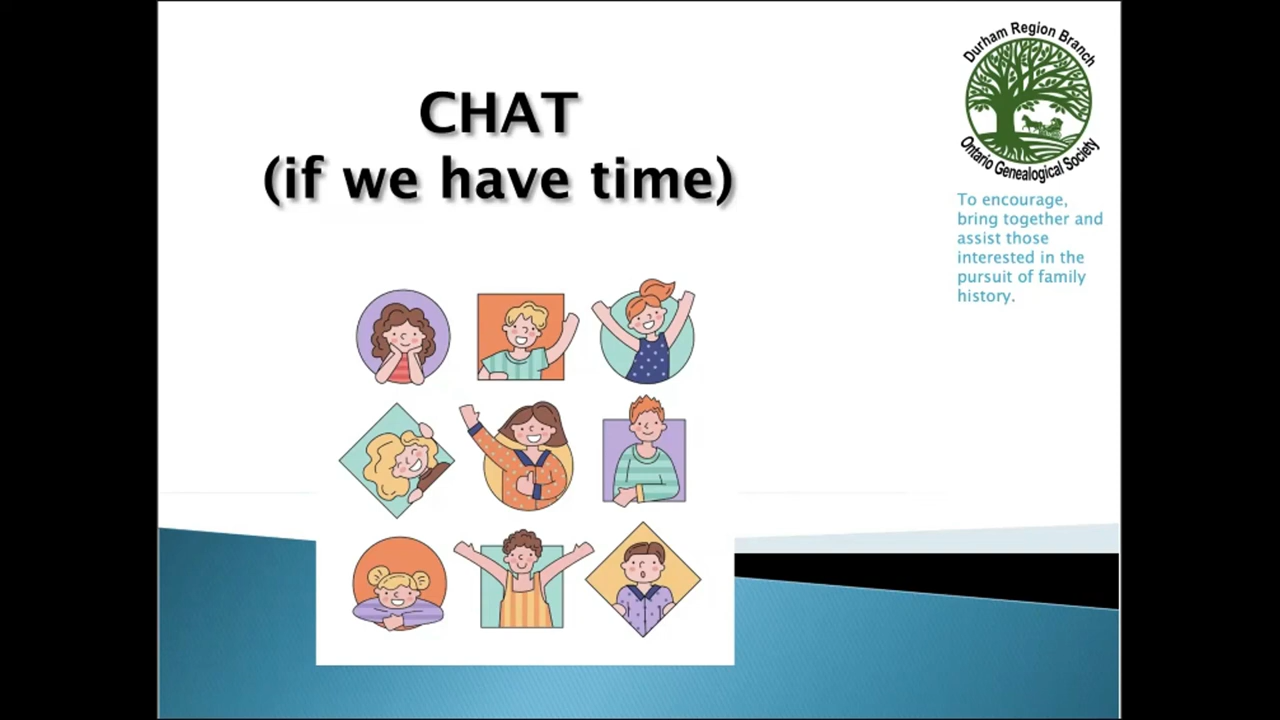 CHAT
(if we have time)
Durham Region Branch
Ontario Genealogical Society
To encourage,
bring together and
assist those
interested in the
pursuit of family
history.